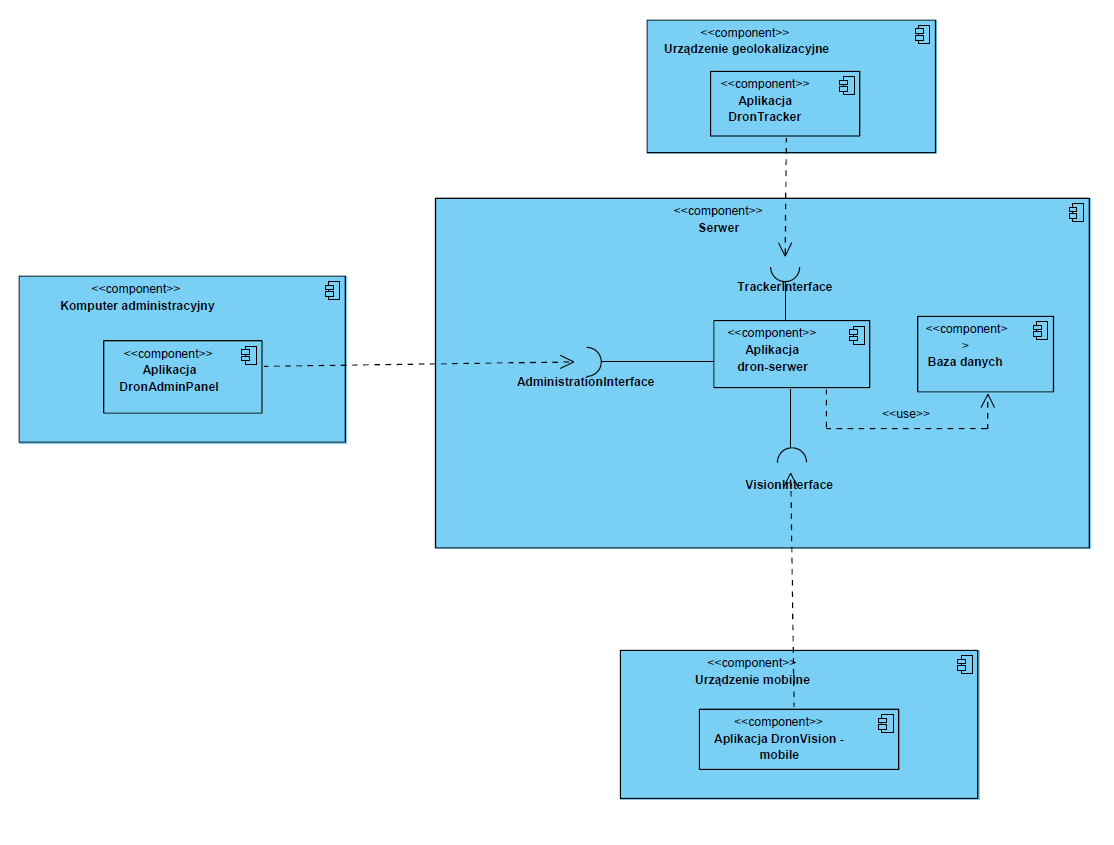 <<component>>
Urządzenie geolokalizacyjne
<<component>>
Aplikacja
DronTracker
<<component>>
Serwer
TrackerInterface
<<component>>
Komputer administracyjny
<<component>>
Aplikacja
DronAdminPanel
AdministrationInterface
<<component>>
Aplikacja
dron-serwer
<<component>
>
Baza danych
<<use>>
VisionInterface
<<component>>
Urządzenie mobilne
<<component>>
Aplikacja DronVision -
mobile